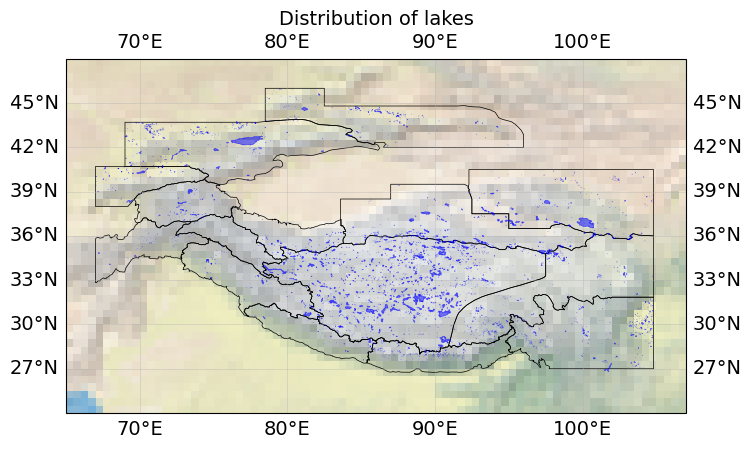 Distribution of lakes
70°E 80°E 90°E 100°E
45°N 45°N
42°N 42°N
39°N 39°N
36°N 36°N
33°N 33°N
30°N 30°N
27°N 27°N
70°E 80°E 90°E 100°E